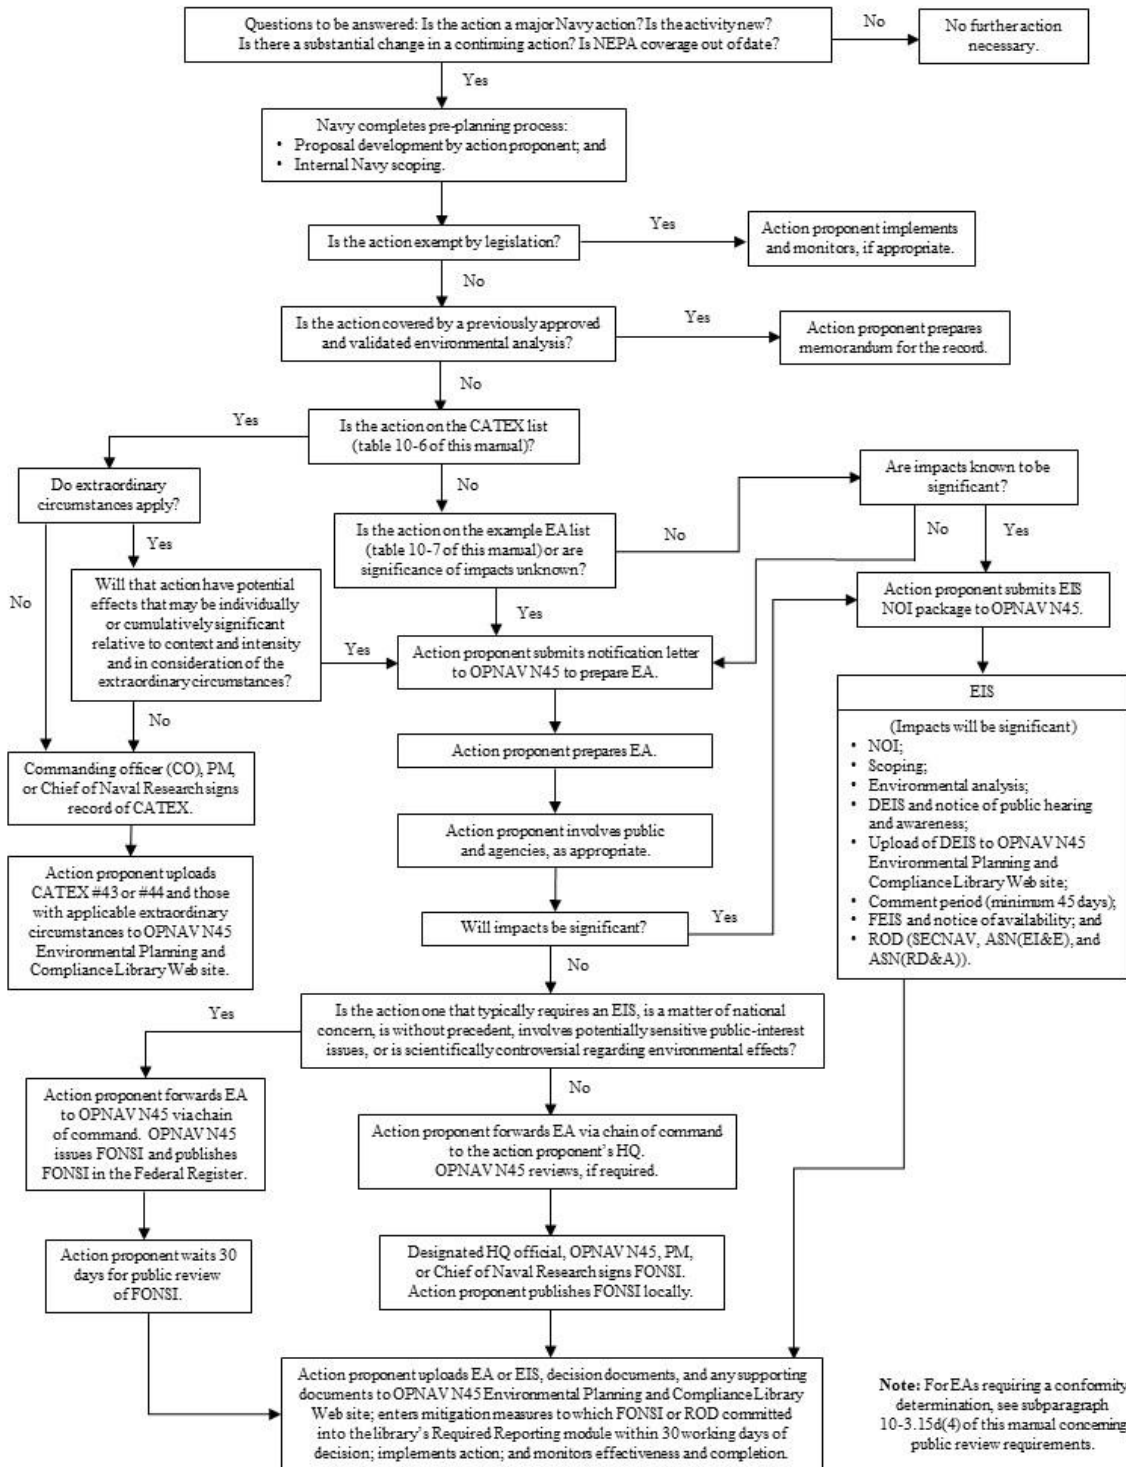 Questions to be answered: Is the action a major Navy action? Is the activity new?
Is there a substantial change in a continuing action? Is NEPA coverage out of date?
No
No further action
necessary.
Yes
Navy completes pre-planning process:
• Proposal development by action proponent; and
• Internal Navy scoping.
Is the action exempt by legislation?
Yes
Action proponent implements
and monitors, if appropriate.
No
Is the action covered by a previously approved
and validated environmental analysis?
Yes
Action proponent prepares
memorandum for the record.
No
Is the action on the CATEX list
(table 10-6 of this manual)?
Yes
Do extraordinary
circumstances apply?
No
Are impacts known to be
significant?
Is the action on the example EA list
(table 10-7 of this manual) or are
significance of impacts unknown?
No
No
Yes
Yes
No
Will that action have potential
effects that may be individually
or cumulatively significant
relative to context and intensity
and in consideration of the
extraordinary circumstances?
Yes
Yes
Action proponent submits notification letter
to OPNAV N45 to prepare EA.
Action proponent submits EIS
NOI package to OPNAV N45.
No
Commanding officer (CO), PM,
or Chief of Naval Research signs
record of CATEX.
Action proponent uploads
CATEX #43 or #44 and those
with applicable extraordinary
circumstances to OPNAV N45
Environmental Planning and
Compliance Library Web site.
Action proponent prepares EA.
Action proponent involves public
and agencies, as appropriate.
Will impacts be significant?
Yes
EIS
(Impacts will be significant)
• NOI;
• Scoping;
• Environmental analysis;
• DEIS and notice of public hearing
and awareness;
• Upload of DEIS to OPNAV N45
Environmental Planning and
Compliance Library Web site;
• Comment period (minimum 45 days);
• FEIS and notice of availability; and
• ROD (SECNAV, ASN(EI&E), and
ASN(RD&A)).
No
Is the action one that typically requires an EIS, is a matter of national
concern, is without precedent, involves potentially sensitive public-interest
issues, or is scientifically controversial regarding environmental effects?
Yes
Action proponent forwards EA
to OPNAV N45 via chain
of command. OPNAV N45
issues FONSI and publishes
FONSI in the Federal Register.
Action proponent waits 30
days for public review
of FONSI.
No
Action proponent forwards EA via chain of command
to the action proponent's HQ.
OPNAV N45 reviews, if required.
Designated HQ official, OPNAV N45, PM,
or Chief of Naval Research signs FONSI.
Action proponent publishes FONSI locally.
Action proponent uploads EA or EIS, decision documents, and any supporting
documents to OPNAV N45 Environmental Planning and Compliance Library
Web site; enters mitigation measures to which FONSI or ROD committed
into the library's Required Reporting module within 30 working days of
decision; implements action; and monitors effectiveness and completion.
Note: For EAs requiring a conformity
determination, see subparagraph
10-3.15d(4) of this manual concerning
public review requirements.